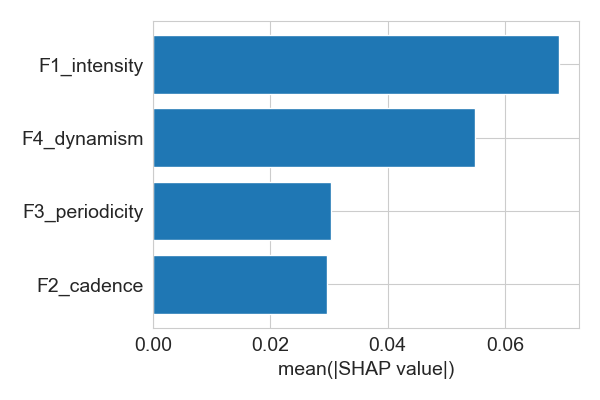 F1_intensity
F4_dynamism
F3_periodicity
F2_cadence
0.00 0.02 0.04 0.06
mean(|SHAP value|)